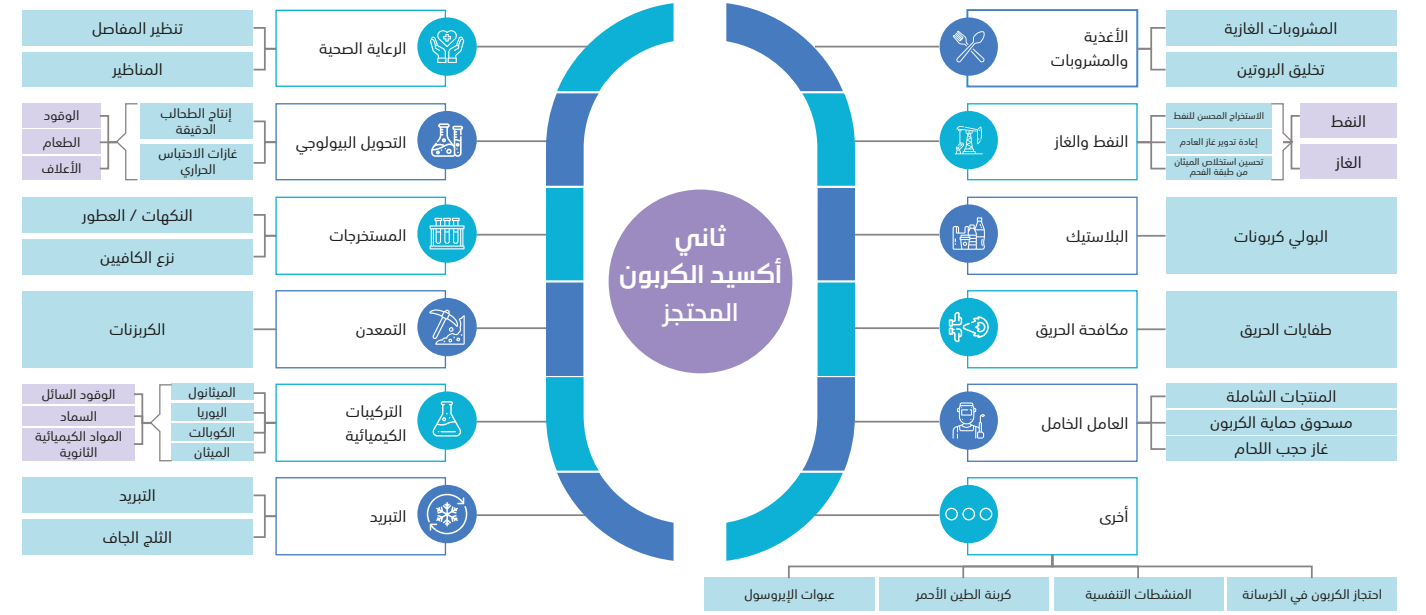 ثاني
أكسيد الكربون
المحتجز
الأغذية
والمشروبات
المشروبات الغازية
تخليق البروتين
النفط والغاز
الاستخراج المحسن للنفط
إعادة تدوير غاز العادم
تحسين استخلاص الميثان
من طبقة الفحم
النفط
الغاز
البلاستيك
البولي كربونات
مكافحة الحريق
طفايات الحريق
العامل الخامل
المنتجات الشاملة
مسحوق حماية الكربون
غاز حجب اللحام
أخرى
احتجاز الكربون في الخرسانة
المنشطات التنفسية
كربنة الطين الأحمر
عبوات الإيروسول
الرعاية الصحية
تنظير المفاصل
المناظير
التحويل البيولوجي
إنتاج الطحالب
الدقيقة
غازات الاحتباس
الحراري
الوقود
الطعام
الأعلاف
المستخرجات
النكهات / العطور
نزع الكافيين
التمعدن
الكربزنات
التركيبات
الكيميائية
الميثانول
اليوريا
الكوبالت
الميثان
الوقود السائل
السماد
المواد الكيميائية
الثانوية
التبريد
التبريد
الثلج الجاف